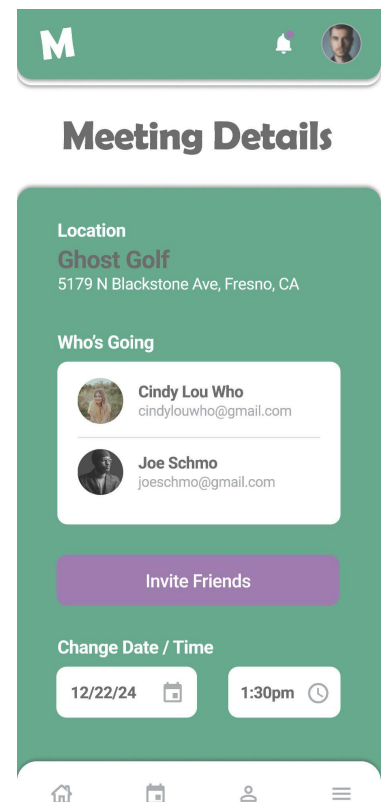 M
Meeting Details
Location
Ghost Golf
5179 N Blackstone Ave, Fresno, CA
Who's Going
Cindy Lou Who
cindylouwho@gmail.com
Joe Schmo
joeschmo@gmail.com
Invite Friends
Change Date / Time
12/22/24 1:30pm